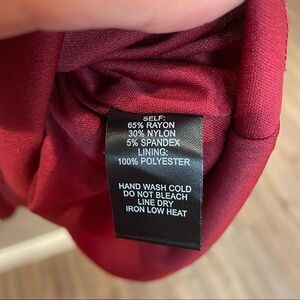 SELF:
65% RAYON
30% NYLON
5% SPANDEX
LINING:
100% POLYESTER
HAND WASH COLD
DO NOT BLEACH
LINE DRY
IRON LOW HEAT